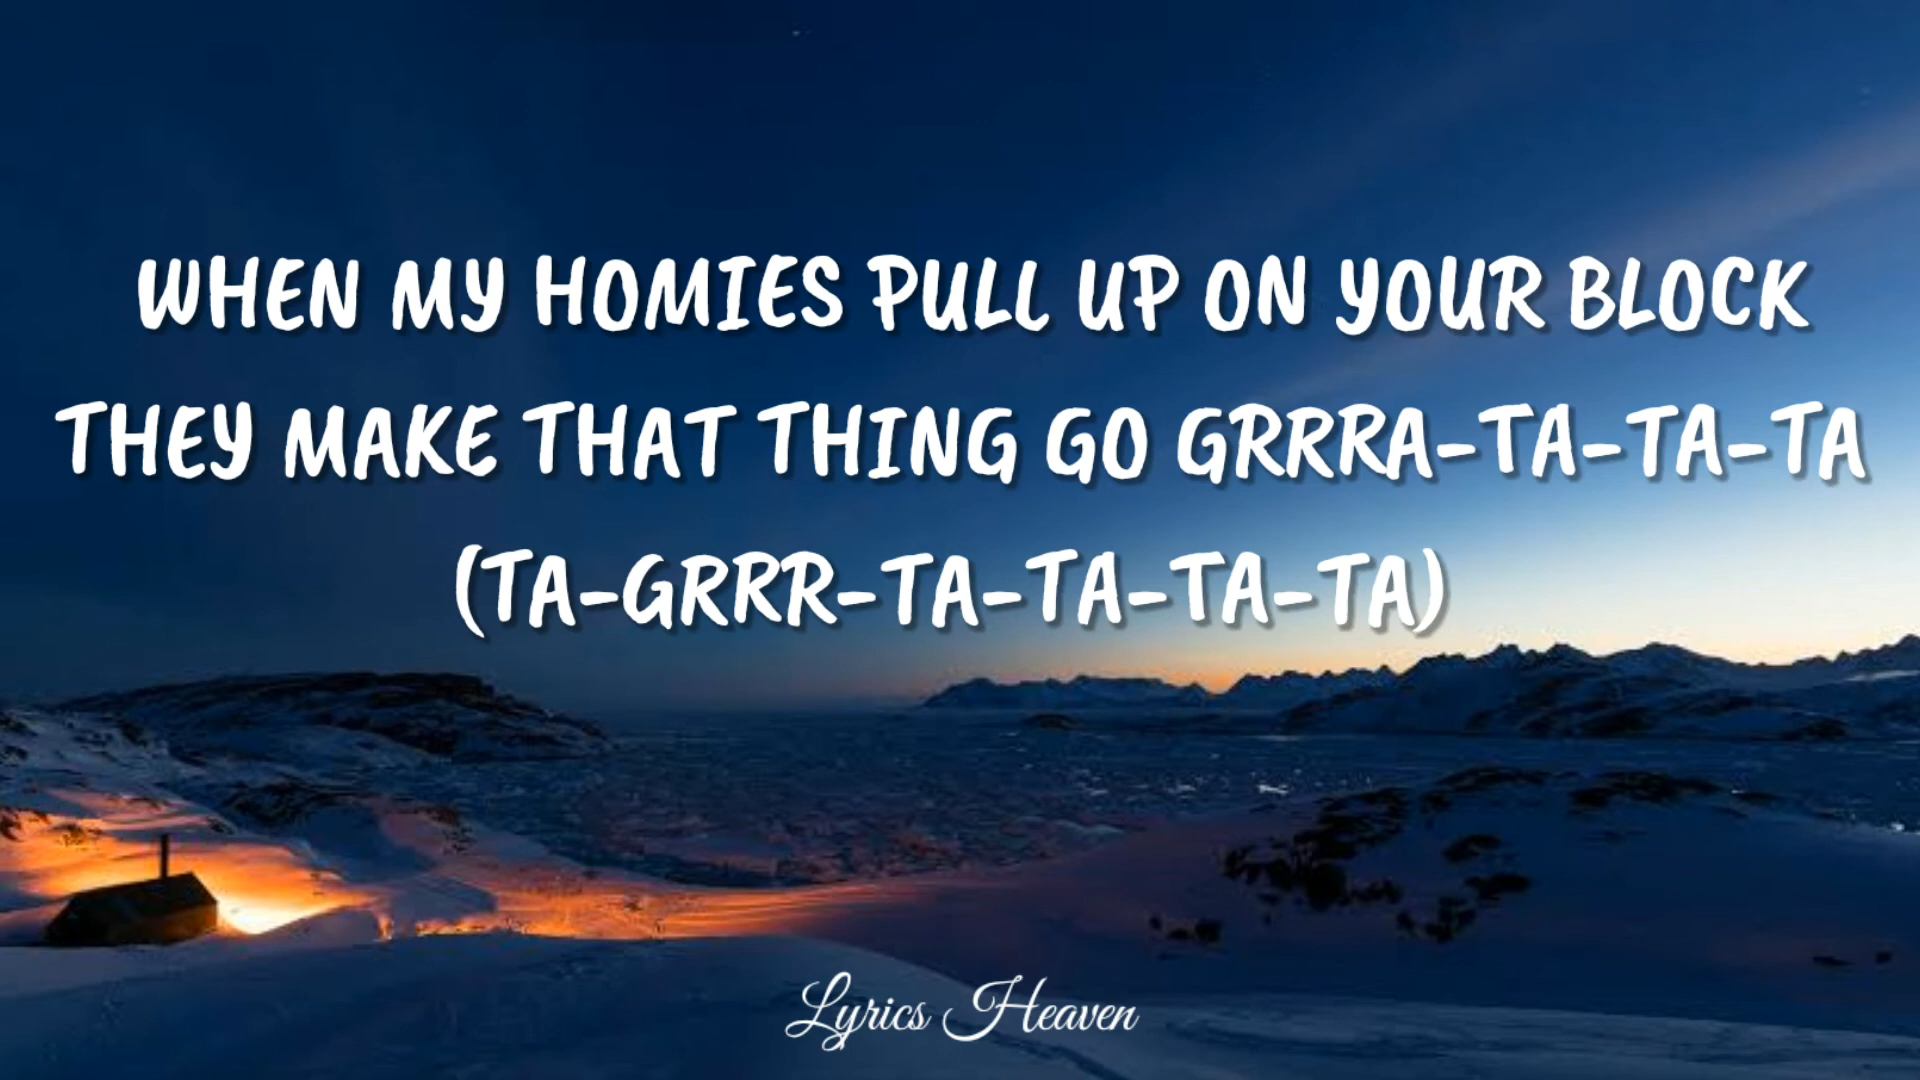 WHEN MY HOMIES PULL UP ON YOUR BLOCK
THEY MAKE THAT THING GO GRRRA-TA-TA-TA
(TA-GRRR-TA-TA-TA-TA)
Lyrics Heaven